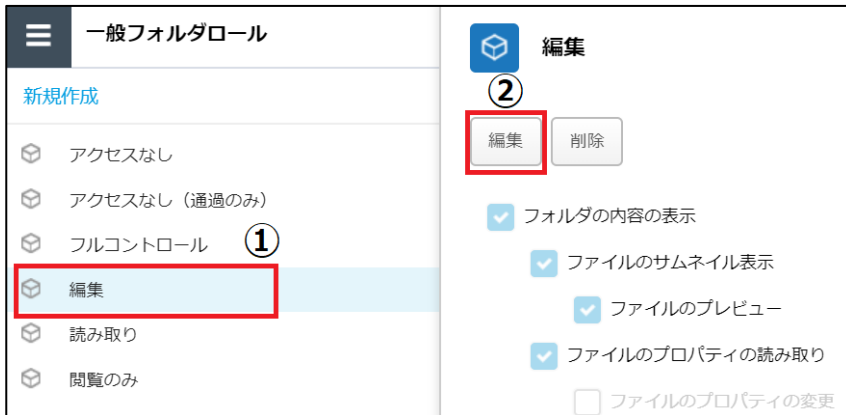 一般フォルダロール
新規作成
アクセスなし
アクセスなし（通過のみ）
フルコントロール
①
編集
読み取り
閲覧のみ
編集
②
編集
削除
フォルダの内容の表示
ファイルのサムネイル表示
ファイルのプレビュー
ファイルのプロパティの読み取り
ファイルのプロパティの変更